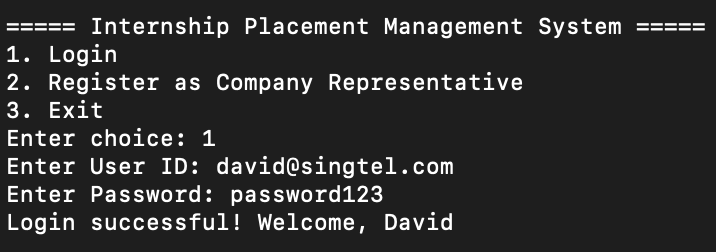 ===== Internship Placement Management System =====
1. Login
2. Register as Company Representative
3. Exit
Enter choice: 1
Enter User ID: david@singtel.com
Enter Password: password123
Login successful! Welcome, David